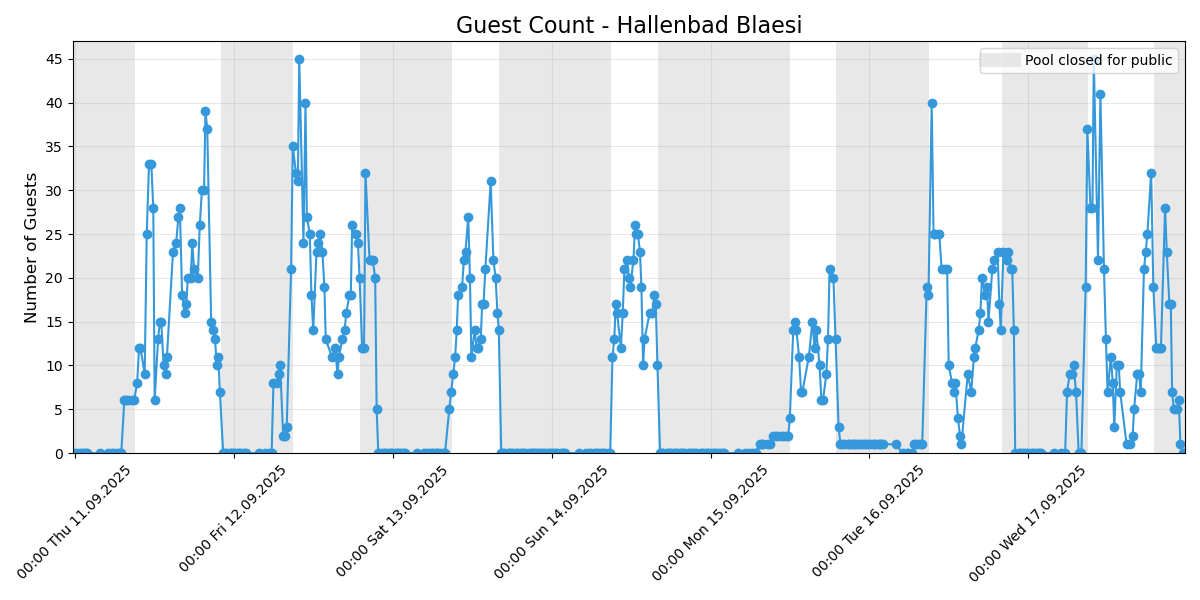 Guest Count - Hallenbad Blaesi
Pool closed for public
Number of Guests
45
40
35
30
25
20
15
10
5
0
00:00 Thu 11.09.2025
00:00 Fri 12.09.2025
00:00 Sat 13.09.2025
00:00 Sun 14.09.2025
00:00 Mon 15.09.2025
00:00 Tue 16.09.2025
00:00 Wed 17.09.2025